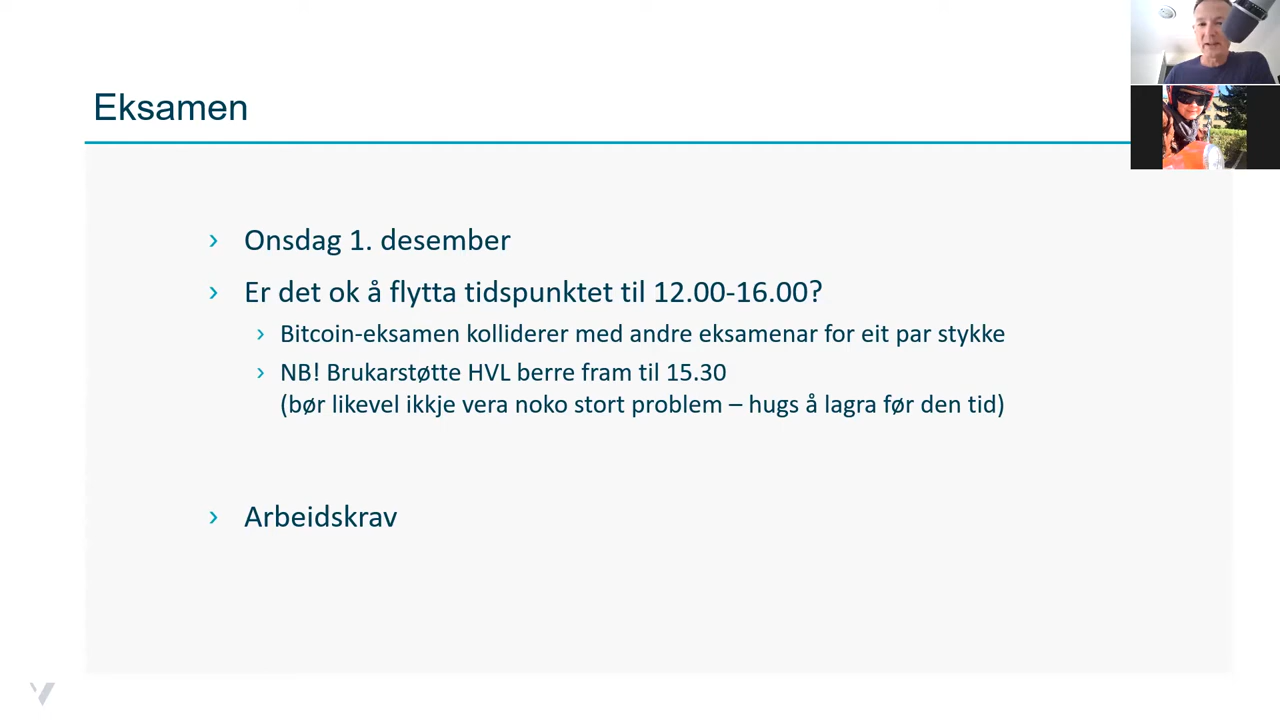 Eksamen
Onsdag 1. desember
Er det ok å flytta tidspunktet til 12.00-16.00?
Bitcoin-eksamen kolliderer med andre eksamenar for eit par stykke
NB! Brukarstøtte HVL berre fram til 15.30
(bør likevel ikkje vera noko stort problem – hugs å lagra før den tid)
Arbeidskrav